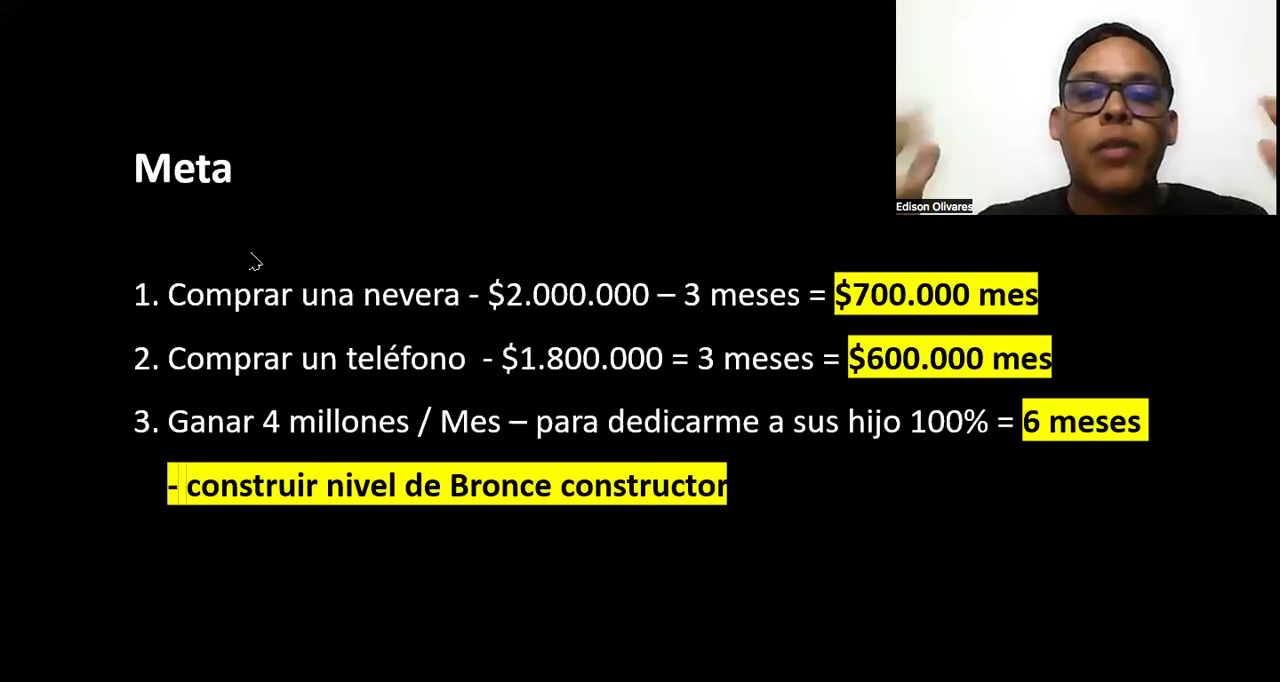 Edison Olivares
Meta
1. Comprar una nevera - $2.000.000 – 3 meses = $700.000 mes
2. Comprar un teléfono - $1.800.000 = 3 meses = $600.000 mes
3. Ganar 4 millones / Mes – para dedicarme a sus hijo 100% = 6 meses
- construir nivel de Bronce constructor